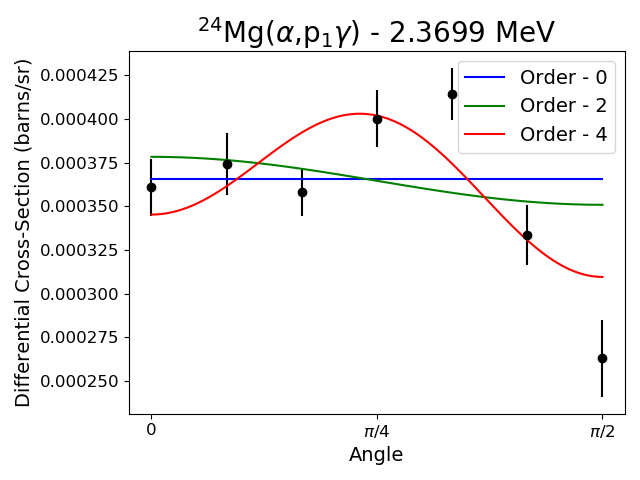 ²⁴Mg(α,p₁γ) - 2.3699 MeV
Differential Cross-Section (barns/sr)
0.000425
0.000400
0.000375
0.000350
0.000325
0.000300
0.000275
0.000250
Order - 0
Order - 2
Order - 4
0
π/4
π/2
Angle